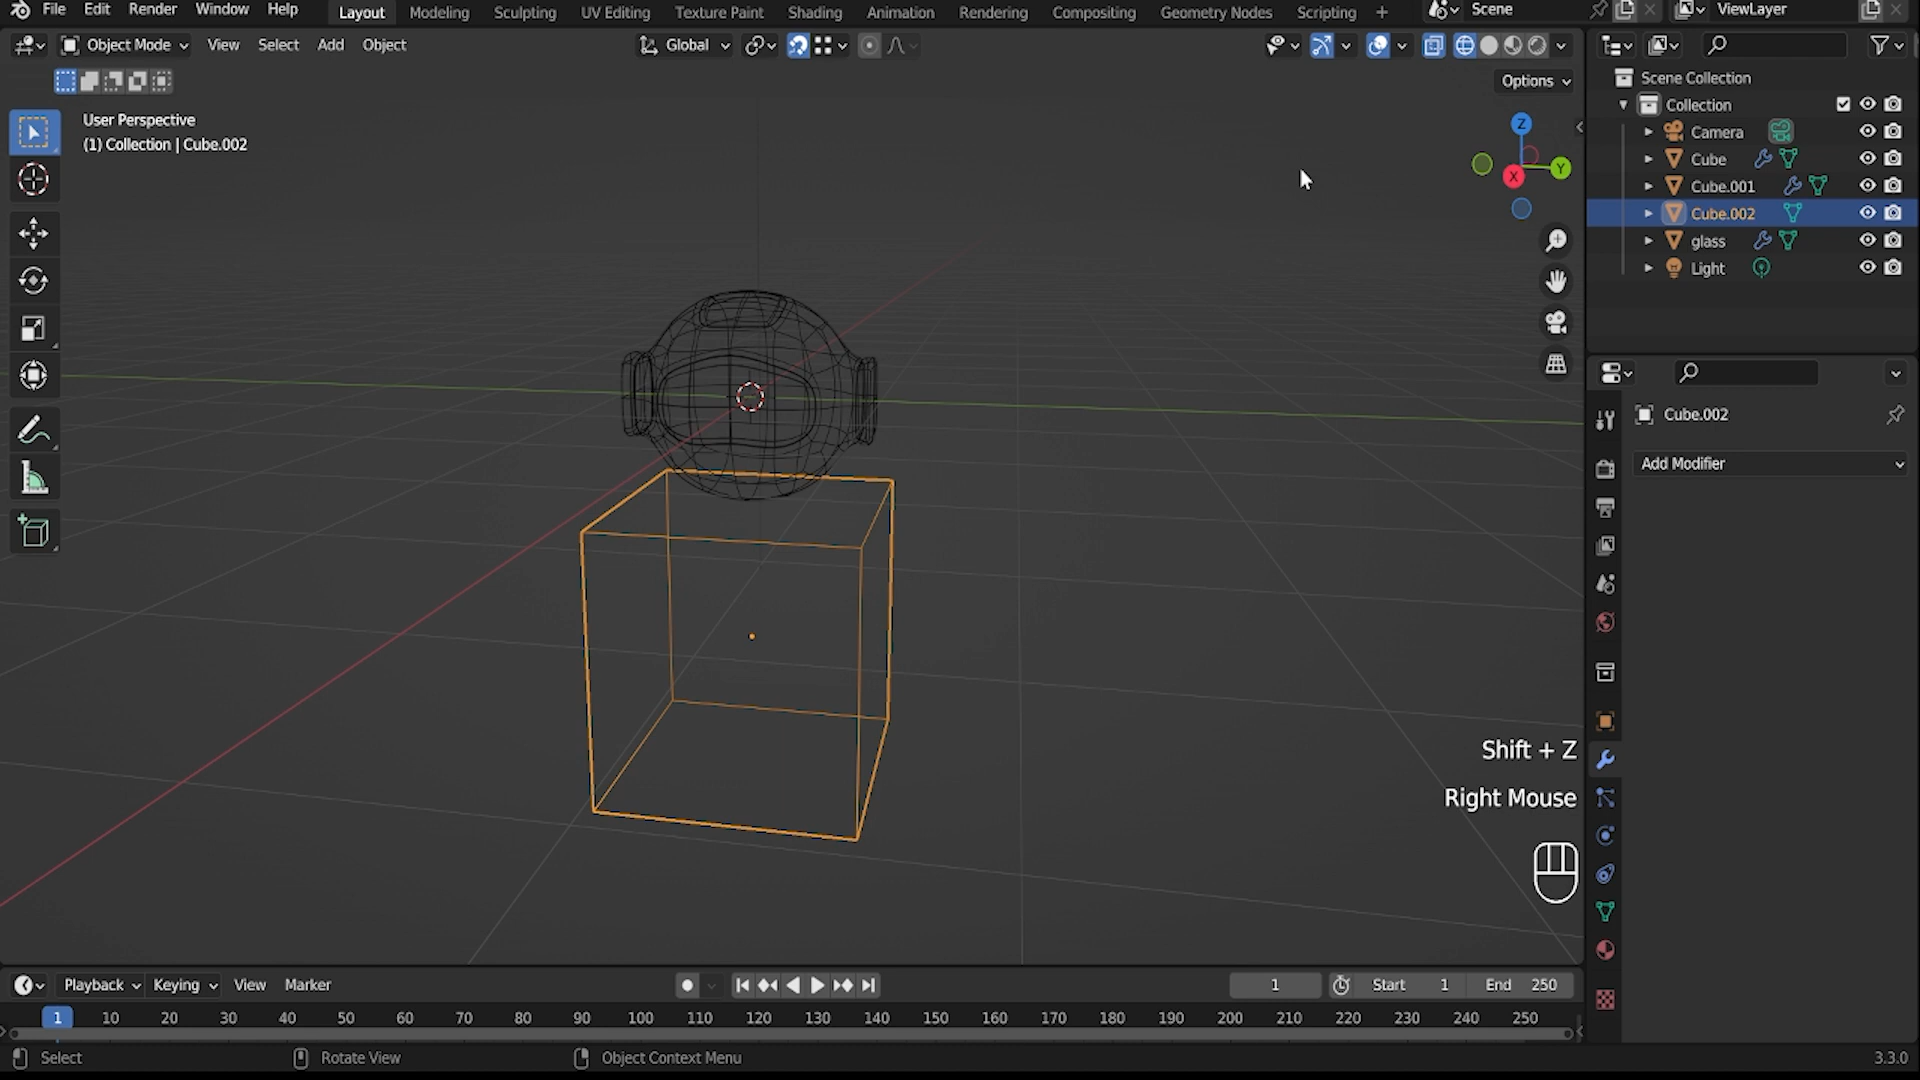 File Edit Render Window Help Layout Modeling Sculpting UV Editing Texture Paint Shading Animation Rendering Compositing Geometry Nodes Scripting + Scene ViewLayer
Object Mode View Select Add Object Global
Options
User Perspective
(1) Collection | Cube.002
Z
Y
X
Scene Collection
Collection
Camera
Cube
Cube.001
Cube.002
glass
Light
Cube.002
Add Modifier
Shift + Z
Right Mouse
Playback Keying View Marker 1 Start 1 End 250
1 10 20 30 40 50 60 70 80 90 100 110 120 130 140 150 160 170 180 190 200 210 220 230 240 250
Select Rotate View Object Context Menu 3.3.0